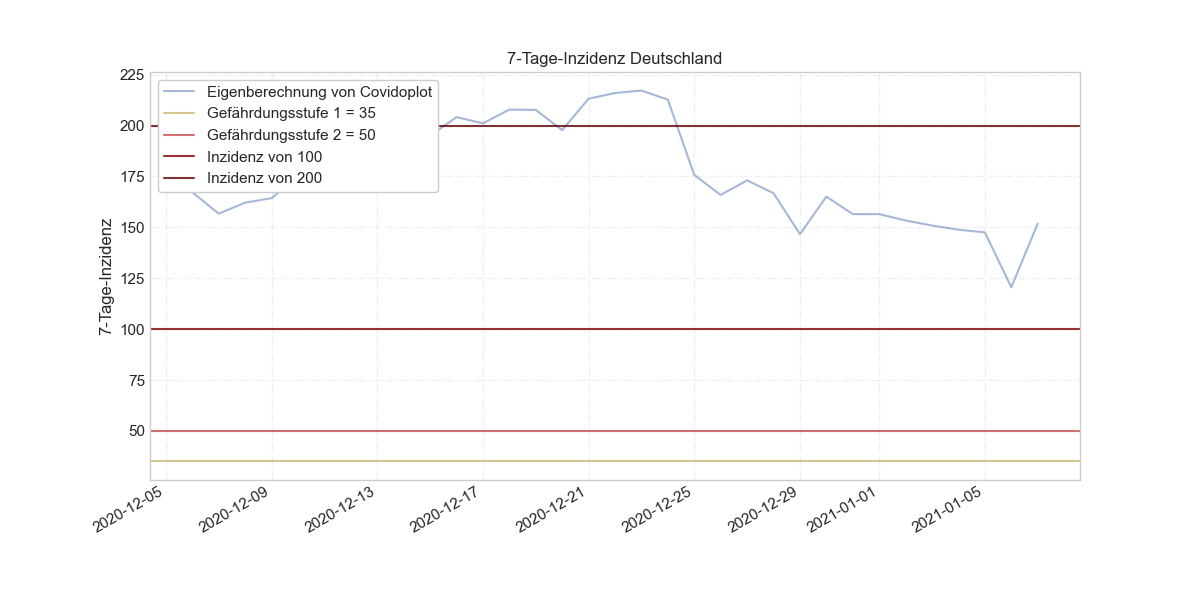 7-Tage-Inzidenz Deutschland
225
200
175
150
125
100
75
50
7-Tage-Inzidenz
Eigenberechnung von Covidoplot
Gefährdungsstufe 1 = 35
Gefährdungsstufe 2 = 50
Inzidenz von 100
Inzidenz von 200
2020-12-05
2020-12-09
2020-12-13
2020-12-17
2020-12-21
2020-12-25
2020-12-29
2021-01-01
2021-01-05